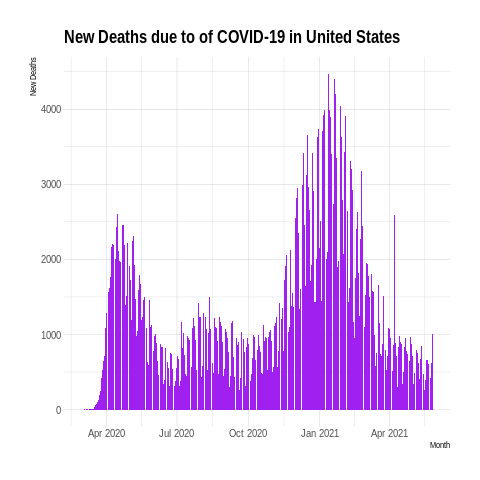 New Deaths due to of COVID-19 in United States
New Deaths
4000
3000
2000
1000
0
Apr 2020 Jul 2020 Oct 2020 Jan 2021 Apr 2021
Month